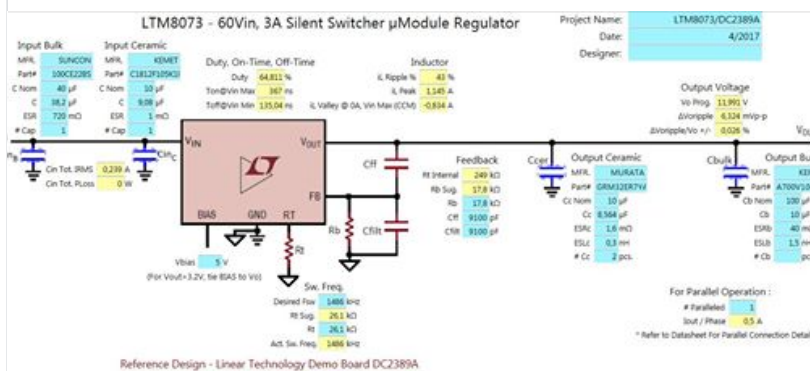 LTM8073 - 60Vin, 3A Silent Switcher µModule Regulator
Project Name: LTM8073/DC2389A
Date: 4/2017
Designer:
Input Bulk
MFR. SUNCON
Part# 100CE22BS
C Nom 40 µF
C 38,2 µF
ESR 720 mΩ
# Cap 1
Input Ceramic
MFR. KEMET
Part# C1812F105K1
C Nom 10 µF
C 9,08 µF
ESR 1 mΩ
# Cap 1
Duty, On-Time, Off-Time
Duty 64,811 %
Ton@Vin Max 367 ns
Toff@Vin Min 135,04 ns
Inductor
iL Ripple % 43 %
iL Peak 1,145 A
iL Valley @ 0A, Vin Max (CCM) -0,834 A
Output Voltage
Vo Prog. 11,991 V
ΔVoripple 6,324 mVp-p
ΔVoripple/Vo +/- 0,026 %
Cin Tot. IRMS 0,239 A
Cin Tot. PLoss 0 W
CinC
VIN
VOUT
FB
BIAS
GND
RT
Vbias 5 V
(For Vout>3.2V, tie BIAS to Vo)
Rt
Rb
Cff
Cfilt
Feedback
Rt Internal 249 kΩ
Rb Sug. 17,8 kΩ
Rb 17,8 kΩ
Cff 9100 pF
Cfilt 9100 pF
Ccer
Output Ceramic
MFR. MURATA
Part# GRM32ER7YA
Cc Nom 10 µF
Cc 8,564 µF
ESRc 1,6 mΩ
ESLc 0,3 nH
# Cc 2 pcs.
Cbulk
Output Bu
MFR. KE
Part# A700V10
Cb Nom 100 µF
Cb 10 µF
ESRb 40 m
ESLb 1,5 n
# Cb pc
Sw. Freq.
Desired Fsw 1486 kHz
Rt Sug. 26,1 kΩ
Rt 26,1 kΩ
Act. Sw. Freq. 1486 kHz
For Parallel Operation :
# Paralleled 1
Iout / Phase 0,5 A
* Refer to Datasheet For Parallel Connection Detai
Reference Design - Linear Technology Demo Board DC2389A